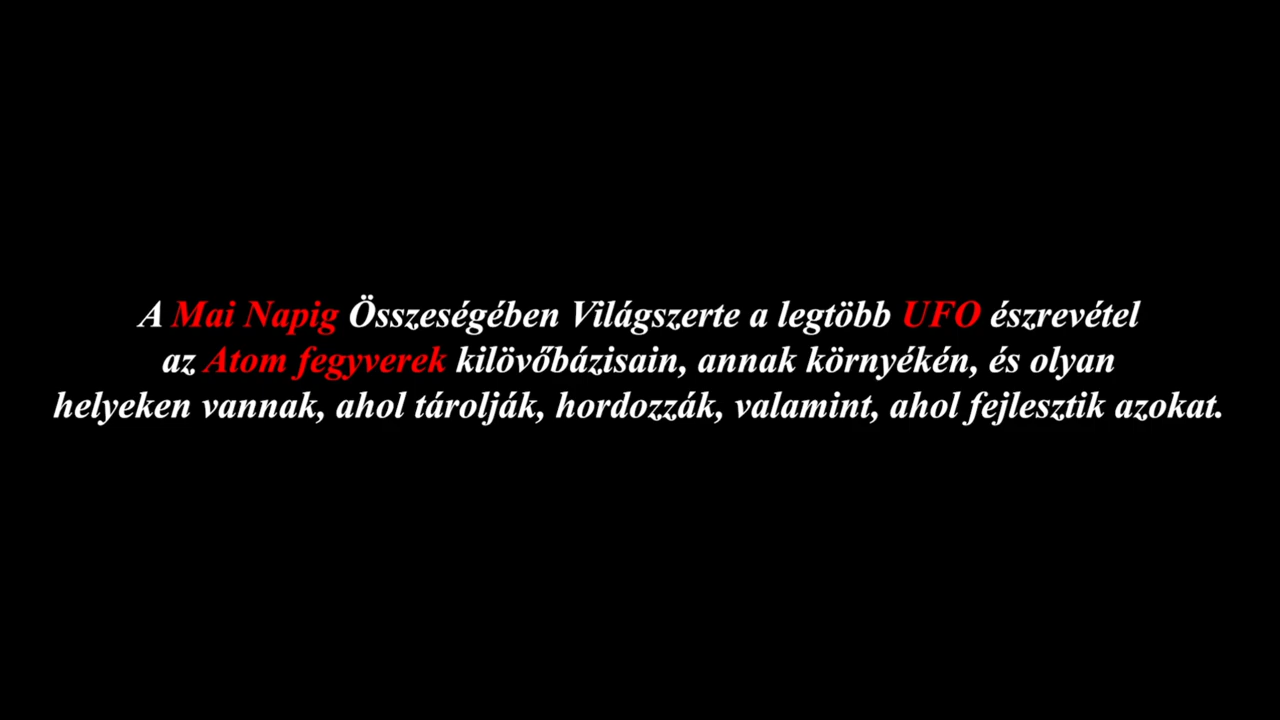 A Mai Napig Összeségében Világszerte a legtöbb UFO észrevétel
az Atom fegyverek kilövőbázisain, annak környékén, és olyan
helyeken vannak, ahol tárolják, hordozzák, valamint, ahol fejlesztik azokat.